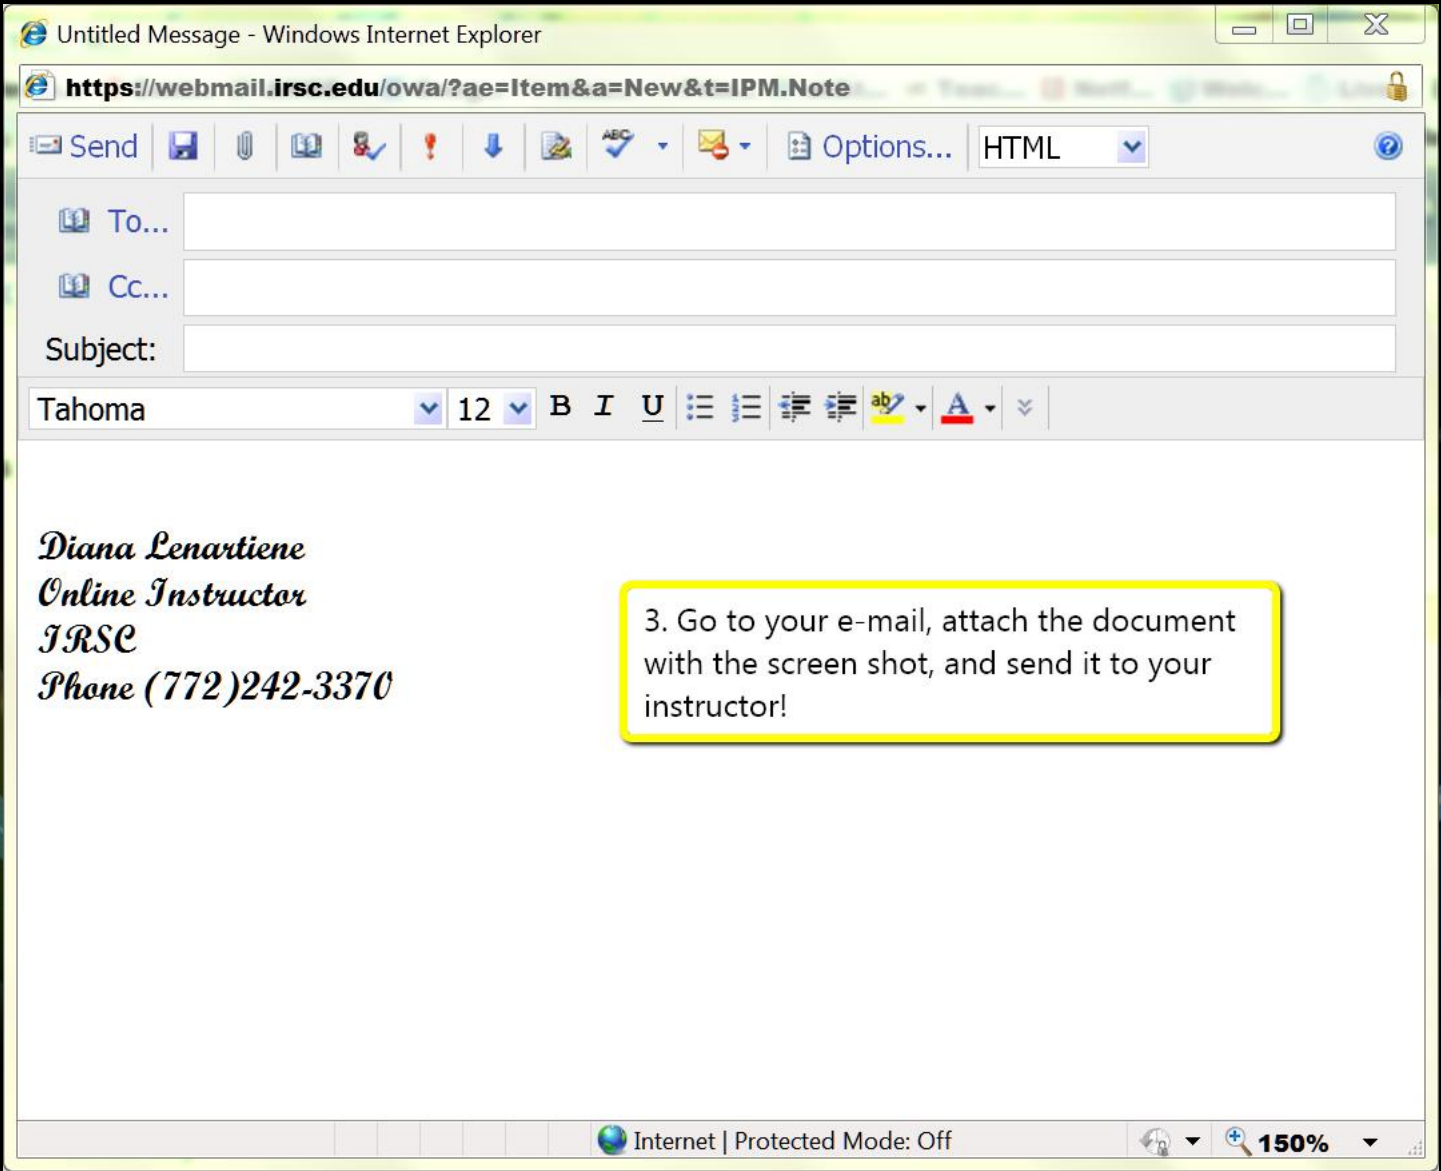 Untitled Message - Windows Internet Explorer
https://webmail.irsc.edu/owa/?ae=Item&a=New&t=IPM.Note
Send ABC Options... HTML
To...
Cc...
Subject:
Tahoma 12 B I U ab A
Diana Lenartiene
Online Instructor
IRSC
Phone (772)242-3370
3. Go to your e-mail, attach the document
with the screen shot, and send it to your
instructor!
Internet | Protected Mode: Off 150%